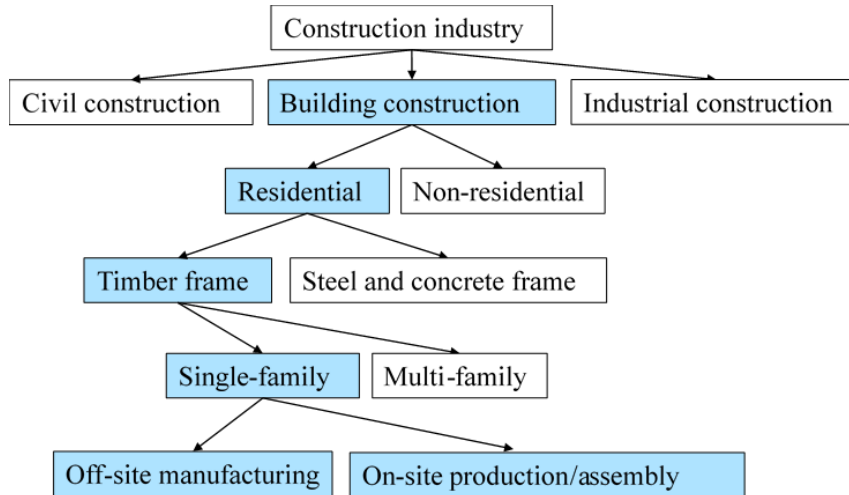 Construction industry
Civil construction
Building construction
Industrial construction
Residential
Non-residential
Timber frame
Steel and concrete frame
Single-family
Multi-family
Off-site manufacturing
On-site production/assembly